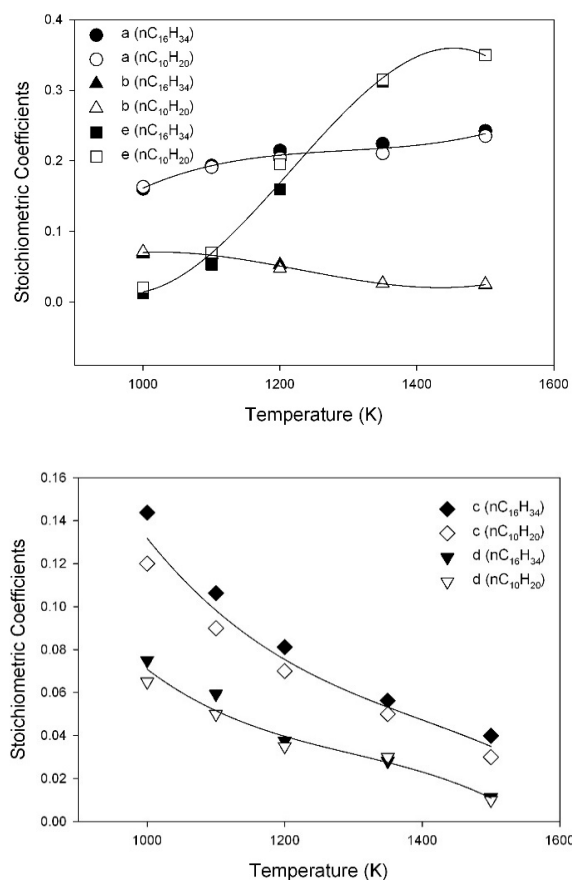 0.4
0.3
0.2
0.1
0.0
Stoichiometric Coefficients
a (nC16H34)
a (nC10H20)
b (nC16H34)
b (nC10H20)
e (nC16H34)
e (nC10H20)
1000 1200 1400 1600
Temperature (K)
0.16
0.14
0.12
0.10
0.08
0.06
0.04
0.02
0.00
Stoichiometric Coefficients
c (nC16H34)
c (nC10H20)
d (nC16H34)
d (nC10H20)
1000 1200 1400 1600
Temperature (K)